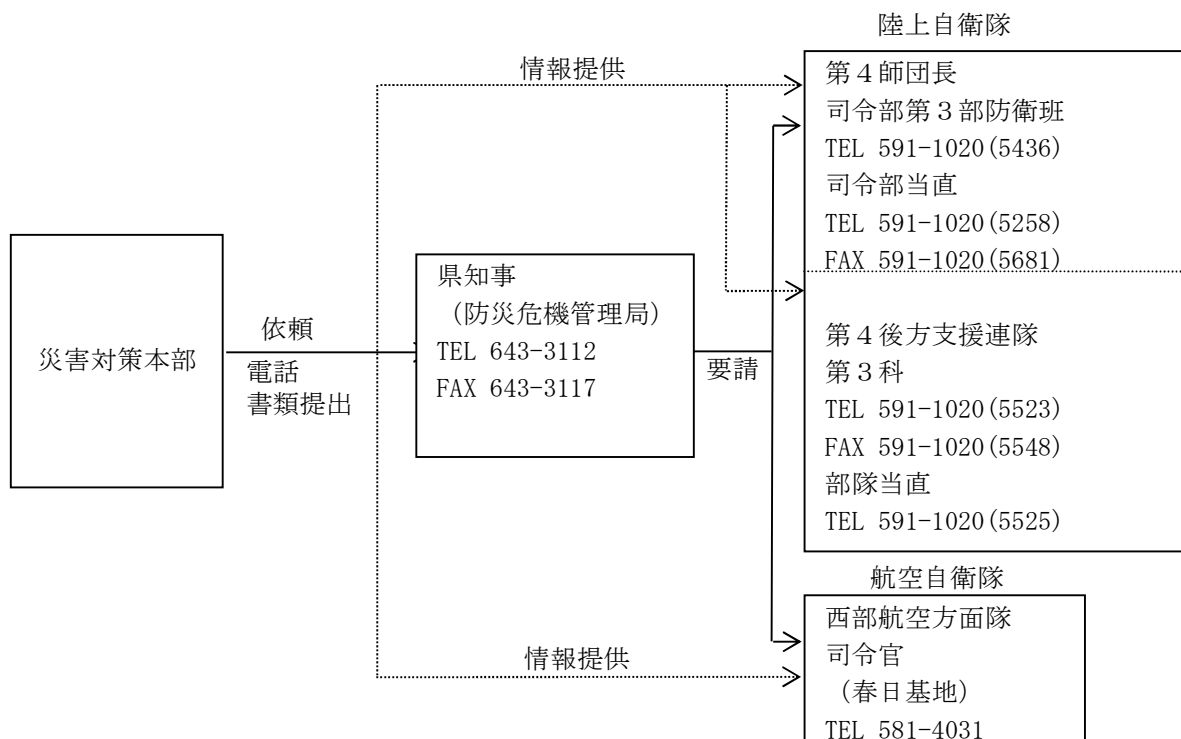 陸上自衛隊
情報提供
第４師団長
司令部第３部防衛班
TEL 591-1020(5436)
司令部当直
TEL 591-1020(5258)
FAX 591-1020(5681)
災害対策本部
依頼
電話
書類提出
県知事
（防災危機管理局）
TEL 643-3112
FAX 643-3117
要請
第４後方支援連隊
第３科
TEL 591-1020(5523)
FAX 591-1020(5548)
部隊当直
TEL 591-1020(5525)
航空自衛隊
情報提供
西部航空方面隊
司令官
（春日基地）
TEL 581-4031